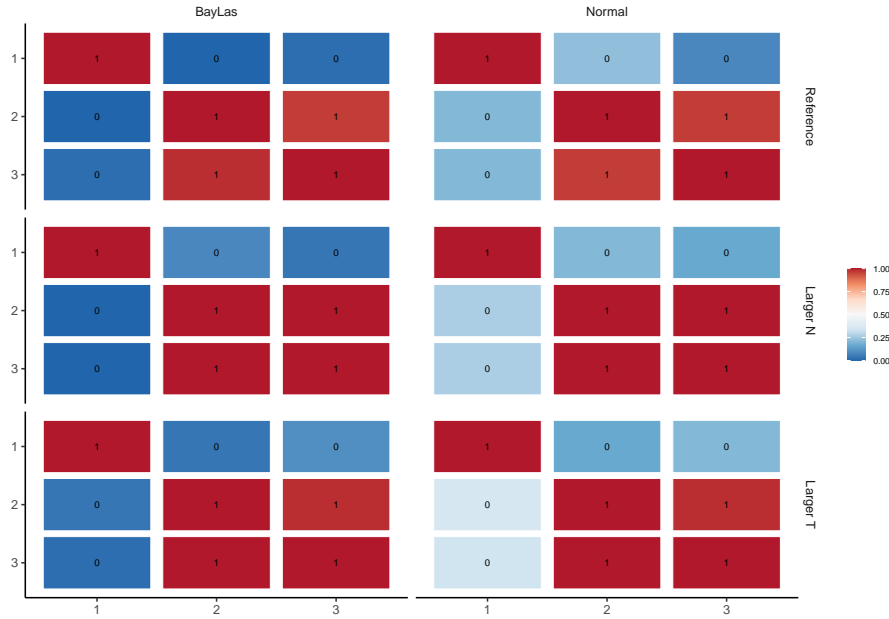 BayLas Normal
1 1 0 0 1 0 0
2 0 1 1 0 1 1
3 0 1 1 0 1 1
Reference
1 1 0 0 1 0 0
2 0 1 1 0 1 1
3 0 1 1 0 1 1
Larger N
1 1 0 0 1 0 0
2 0 1 1 0 1 1
3 0 1 1 0 1 1
Larger T
1 2 3 1 2 3
1.00
0.75
0.50
0.25
0.00